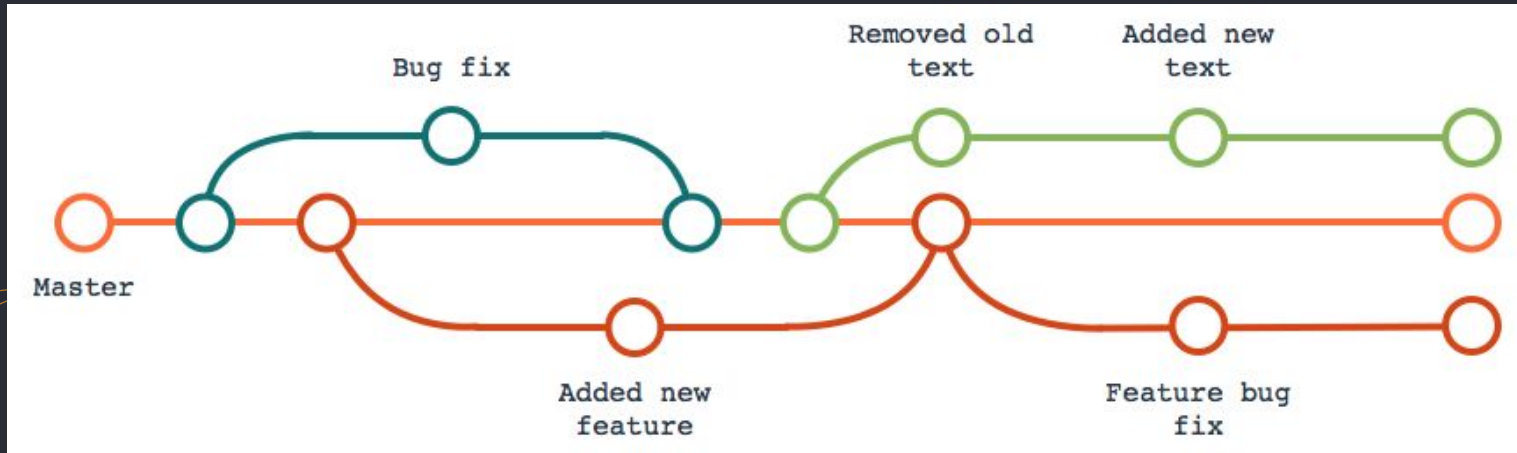 Bug fix
Removed old
text
Added new
text
Master
Added new
feature
Feature bug
fix